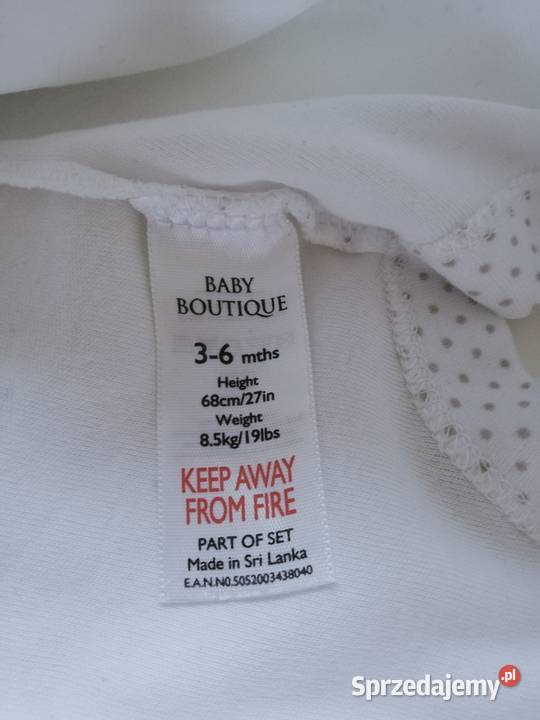 BABY
BOUTIQUE
3-6 mths
Height
68cm/27in
Weight
8.5kg/19lbs
KEEP AWAY
FROM FIRE
PART OF SET
Made in Sri Lanka
E.A.N.N0.5052003438040
Sprzedajemy.pl